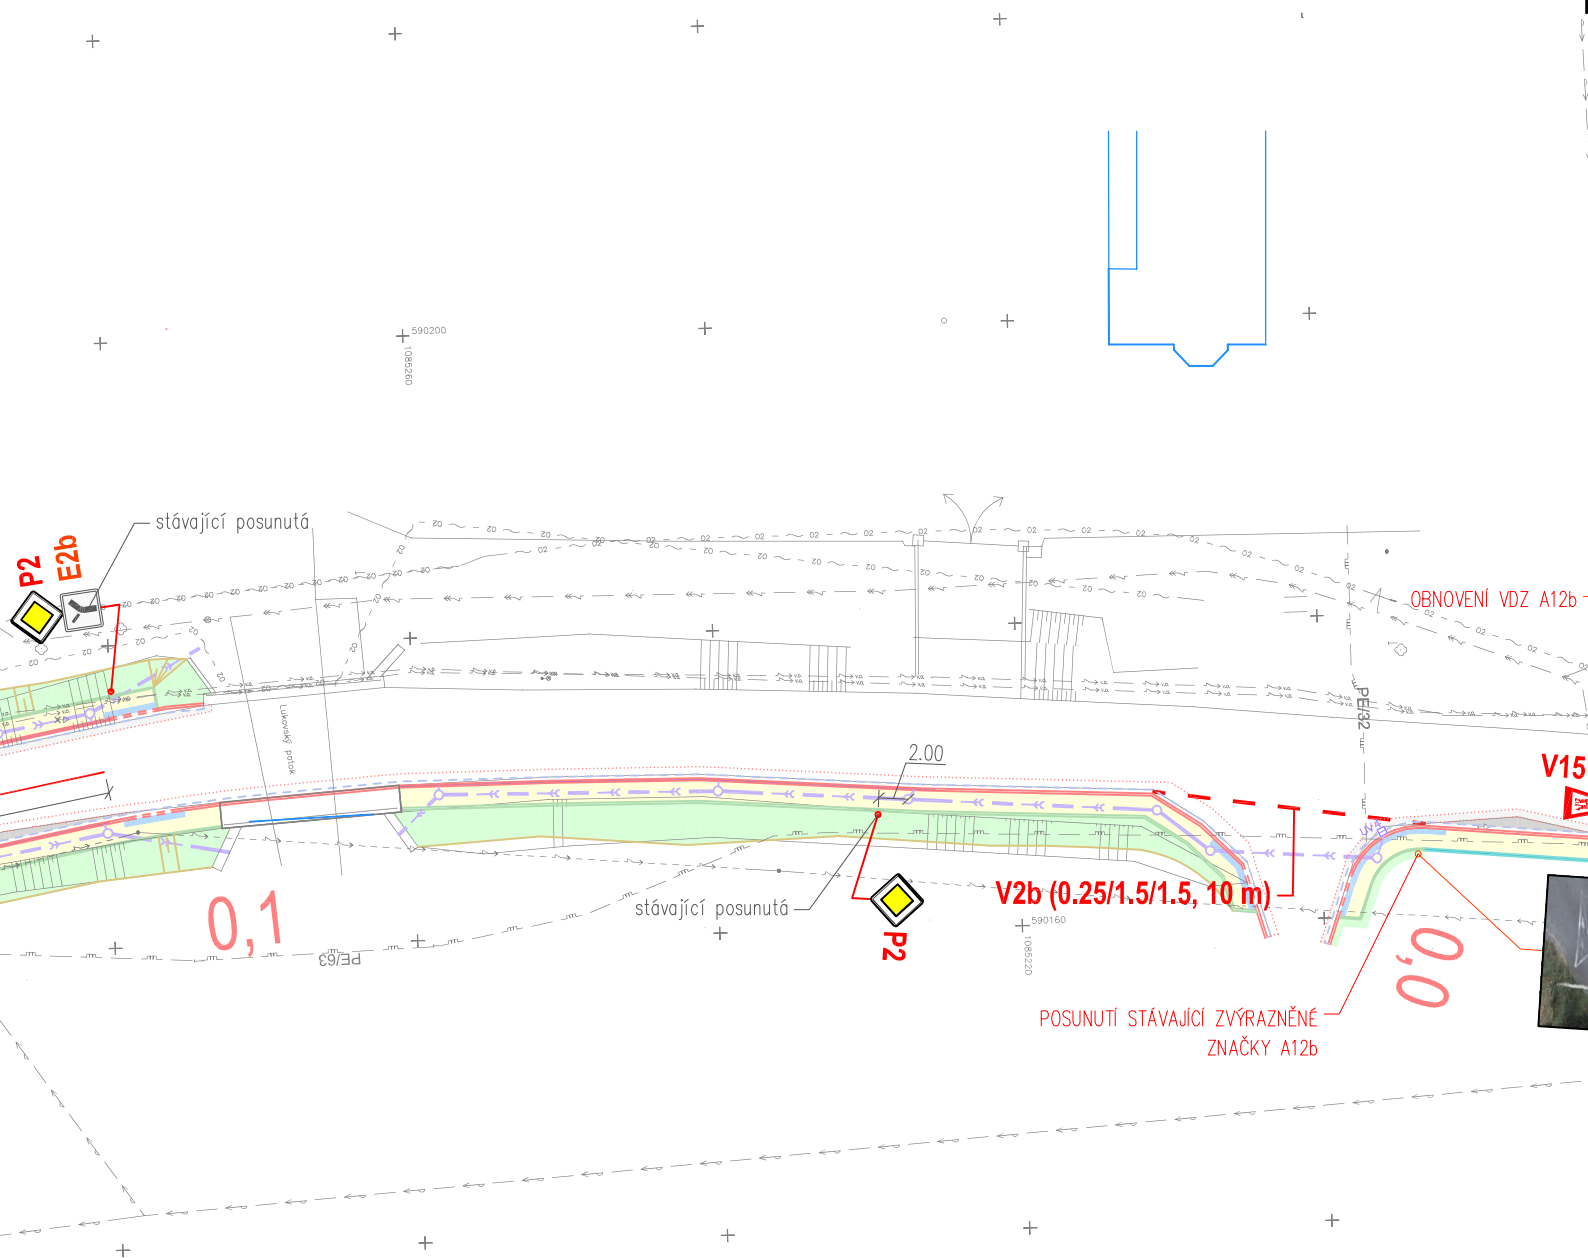 590200
1085260
stávající posunutá
P2
E2b
OBNOVENÍ VDZ A12b
PE/32
Lukovský potok
2.00
V15
UV4
V2b (0.25/1.5/1.5, 10 m)
stávající posunutá
P2
0,1
590160
1085220
PE/63
0,0
POSUNUTÍ STÁVAJÍCÍ ZVÝRAZNĚNÉ
ZNAČKY A12b